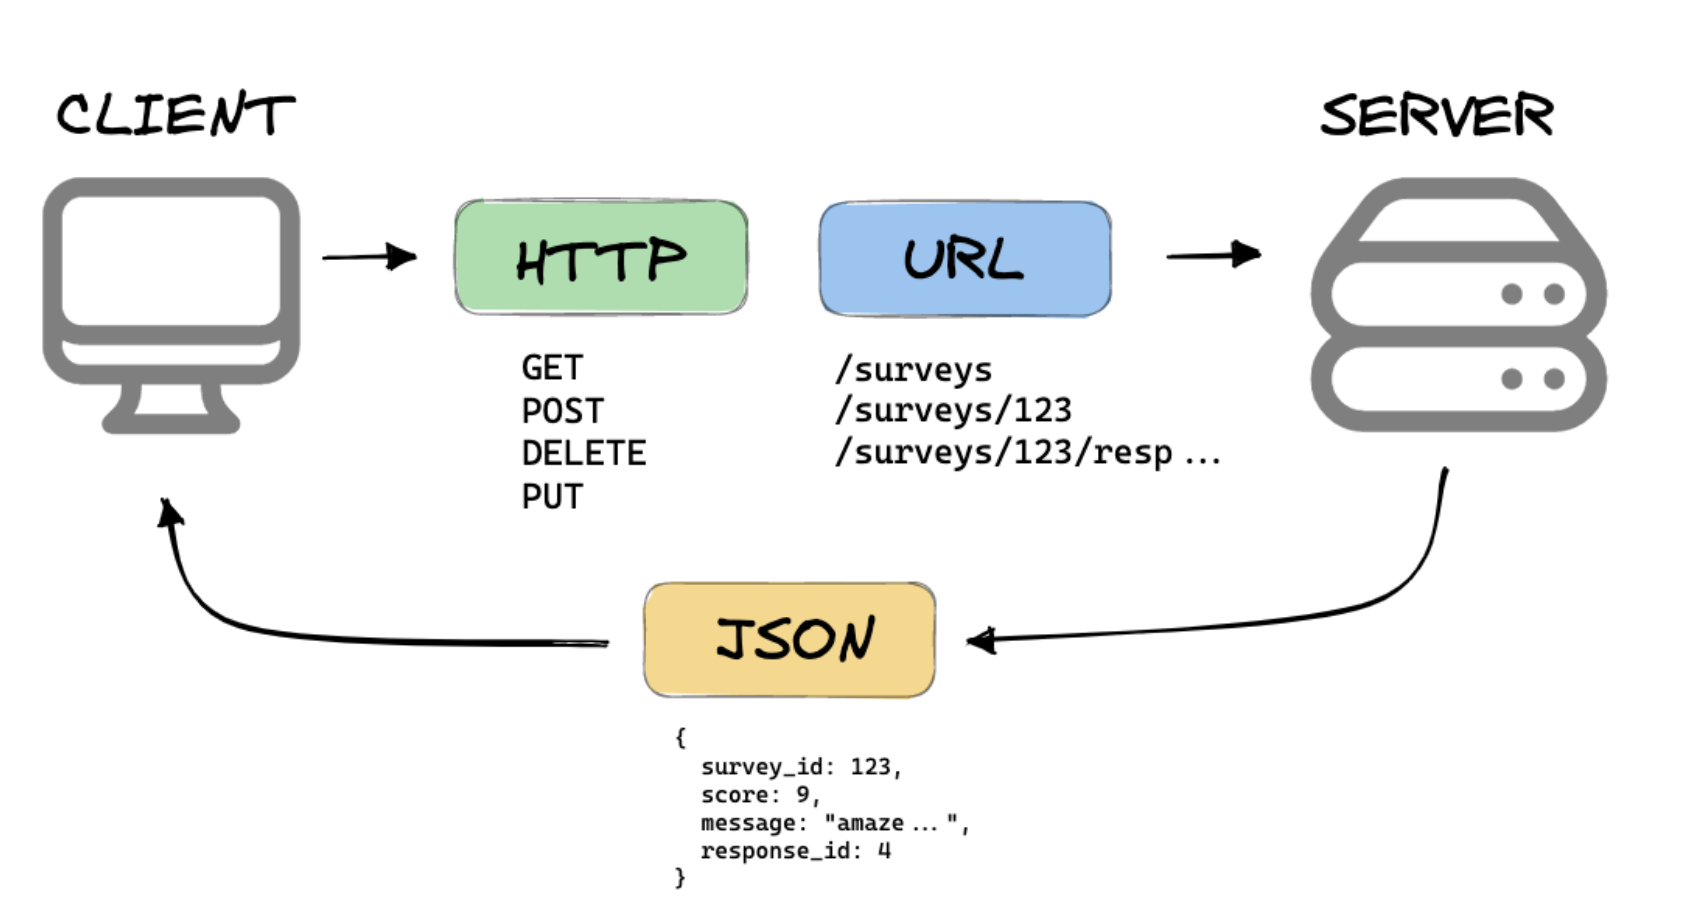 CLIENT
SERVER
HTTP
URL
GET
POST
DELETE
PUT
/surveys
/surveys/123
/surveys/123/resp...
JSON
{
survey_id: 123,
score: 9,
message: "amaze...",
response_id: 4
}